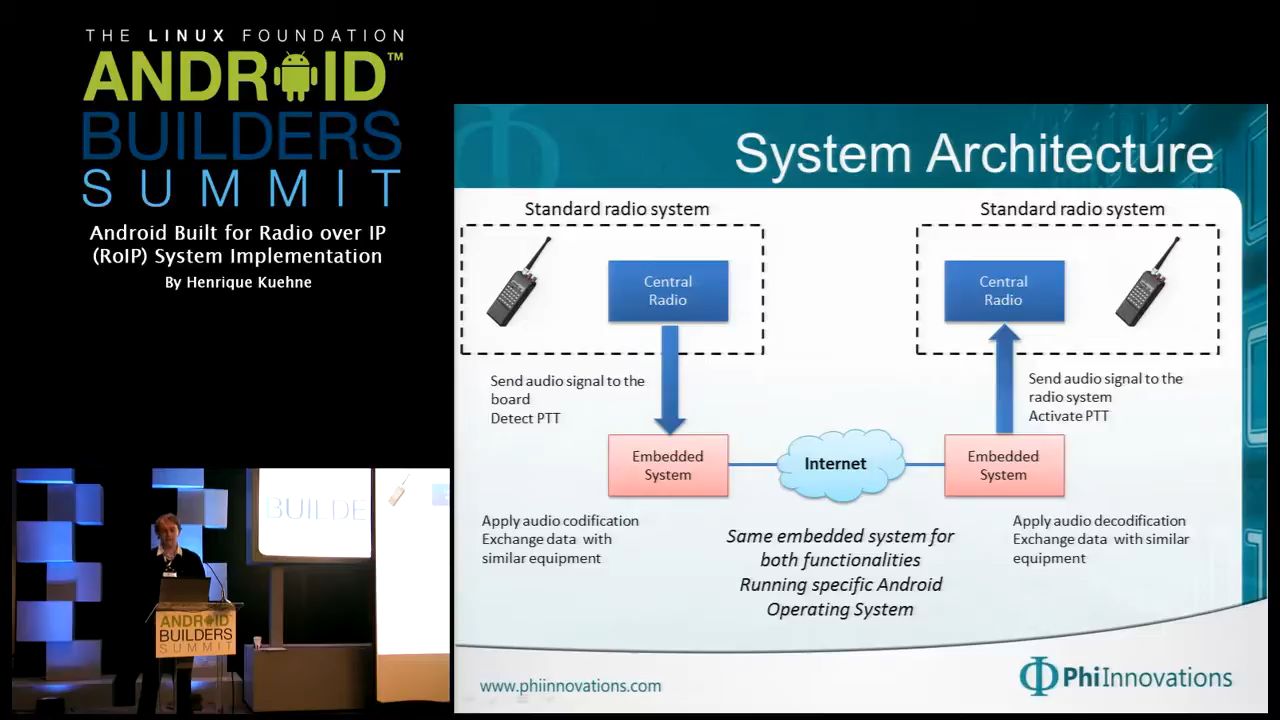 THE LINUX FOUNDATION
ANDROID™
BUILDERS
SUMMIT
Android Built for Radio over IP
(RoIP) System Implementation
By Henrique Kuehne
System Architecture
Standard radio system
Central
Radio
Send audio signal to the
board
Detect PTT
Embedded
System
Apply audio codification
Exchange data with
similar equipment
Internet
Same embedded system for
both functionalities
Running specific Android
Operating System
Standard radio system
Central
Radio
Send audio signal to the
radio system
Activate PTT
Embedded
System
Apply audio decodification
Exchange data with similar
equipment
www.phiinnovations.com
PhiInnovations
BUILDE
ANDROID
BUILDERS
SUMMIT